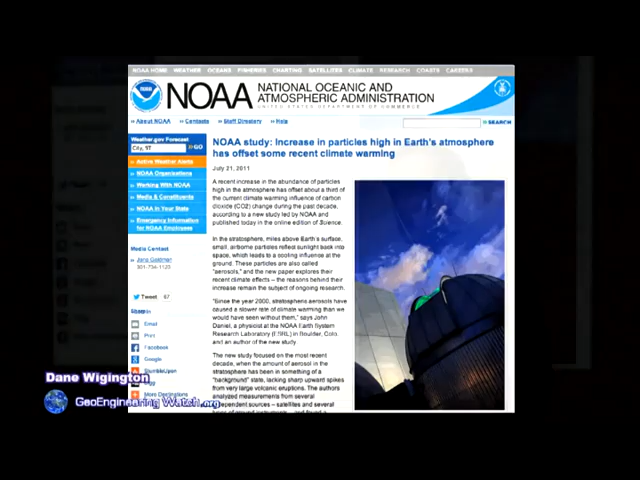 NOAA HOME WEATHER OCEANS FISHERIES CHARTING SATELLITES CLIMATE RESEARCH COASTS CAREERS
NOAA NATIONAL OCEANIC AND
ATMOSPHERIC ADMINISTRATION
UNITED STATES DEPARTMENT OF COMMERCE
About NOAA Contacts Staff Directory Help SEARCH
Weather.gov Forecast
City, ST GO
Active Weather Alerts
NOAA Organizations
Working With NOAA
Media & Constituents
NOAA In Your State
Emergency Information
for NOAA Employees
Media Contact
Jana Goldman
301-734-1123
Tweet 67
Share
Email
Print
Facebook
Google
StumbleUpon
More Destinations
NOAA study: Increase in particles high in Earth's atmosphere
has offset some recent climate warming
July 21, 2011
A recent increase in the abundance of particles
high in the atmosphere has offset about a third of
the current climate warming influence of carbon
dioxide (CO2) change during the past decade,
according to a new study led by NOAA and
published today in the online edition of Science.
In the stratosphere, miles above Earth's surface,
small, airborne particles reflect sunlight back into
space, which leads to a cooling influence at the
ground. These particles are also called
"aerosols," and the new paper explores their
recent climate effects -- the reasons behind their
increase remain the subject of ongoing research.
"Since the year 2000, stratospheric aerosols have
caused a slower rate of climate warming than we
would have seen without them," says John
Daniel, a physicist at the NOAA Earth System
Research Laboratory (ESRL) in Boulder, Colo.
and an author of the new study.
The new study focused on the most recent
decade, when the amount of aerosol in the
stratosphere has been in something of a
"background" state, lacking sharp upward spikes
from very large volcanic eruptions. The authors
analyzed measurements from several
independent sources – satellites and several
Dane Wigington
GeoEngineering Watch.org